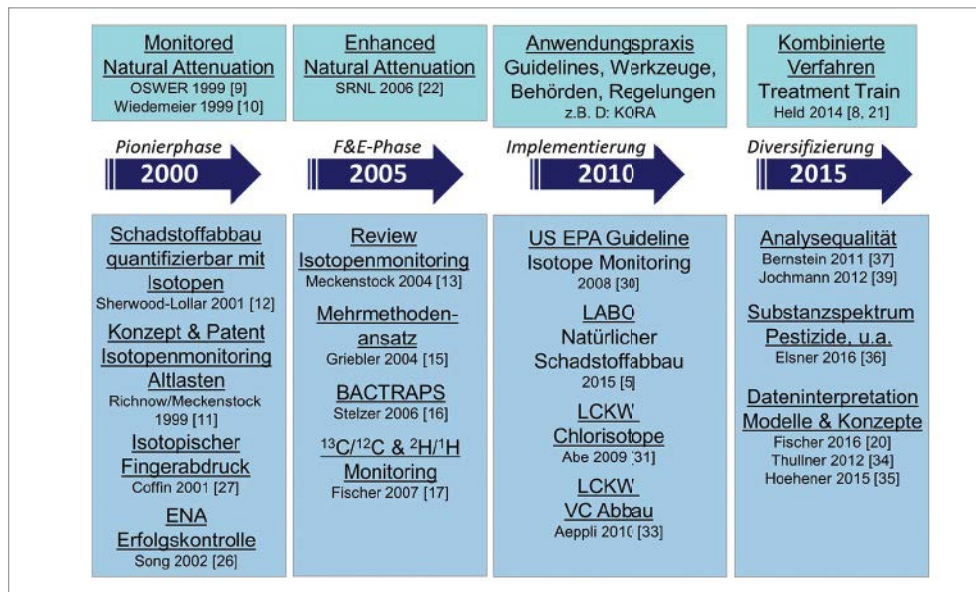 Monitored
Natural Attenuation
OSWER 1999 [9]
Wiedemeier 1999 [10]
Enhanced
Natural Attenuation
SRNL 2006 [22]
Anwendungspraxis
Guidelines, Werkzeuge,
Behörden, Regelungen
z.B. D: KORA
Kombinierte
Verfahren
Treatment Train
Held 2014 [8, 21]
Pionierphase
2000
F&E-Phase
2005
Implementierung
2010
Diversifizierung
2015
Schadstoffabbau
quantifizierbar mit
Isotopen
Sherwood-Lollar 2001 [12]
Konzept & Patent
Isotopenmonitoring
Altlasten
Richnow/Meckenstock
1999 [11]
Isotopischer
Fingerabdruck
Coffin 2001 [27]
ENA
Erfolgskontrolle
Song 2002 [26]
Review
Isotopenmonitoring
Meckenstock 2004 [13]
Mehrmethoden-
ansatz
Griebler 2004 [15]
BACTRAPS
Stelzer 2006 [16]
¹³C/¹²C & ²H/¹H
Monitoring
Fischer 2007 [17]
US EPA Guideline
Isotope Monitoring
2008 [30]
LABO
Natürlicher
Schadstoffabbau
2015 [5]
LCKW
Chlorisotope
Abe 2009 [31]
LCKW
VC Abbau
Aeppli 2010 [33]
Analysequalität
Bernstein 2011 [37]
Jochmann 2012 [39]
Substanzspektrum
Pestizide, u.a.
Elsner 2016 [36]
Dateninterpretation
Modelle & Konzepte
Fischer 2016 [20]
Thullner 2012 [34]
Hoehener 2015 [35]